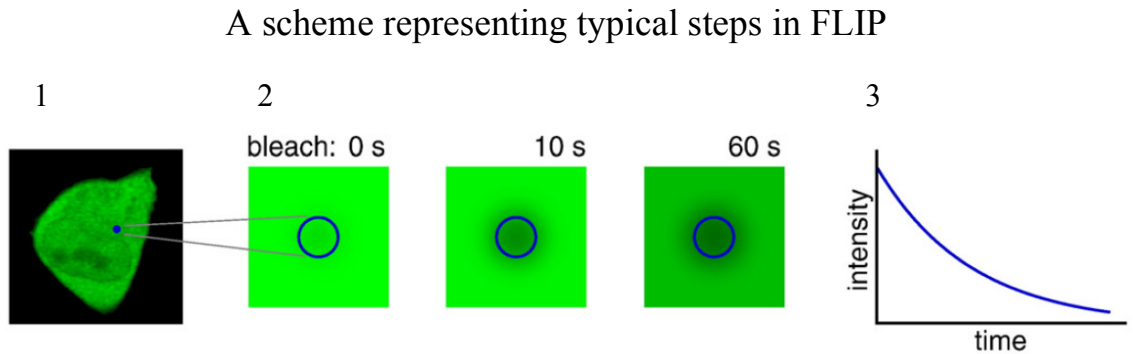 A scheme representing typical steps in FLIP
1
2
3
bleach: 0 s
10 s
60 s
intensity
time